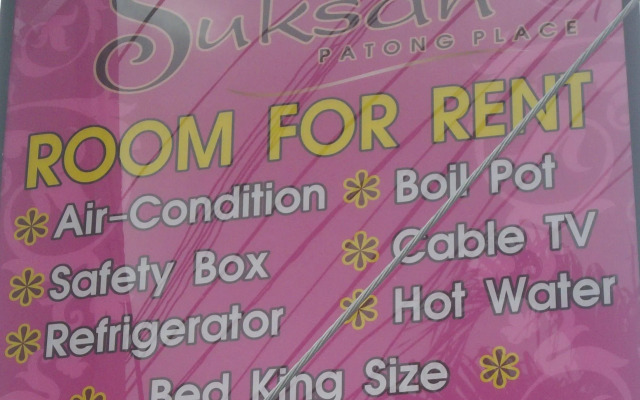 Suksan
PATONG PLACE
ROOM FOR RENT
Air-Condition
Boil Pot
Safety Box
Cable TV
Refrigerator
Hot Water
Bed King Size